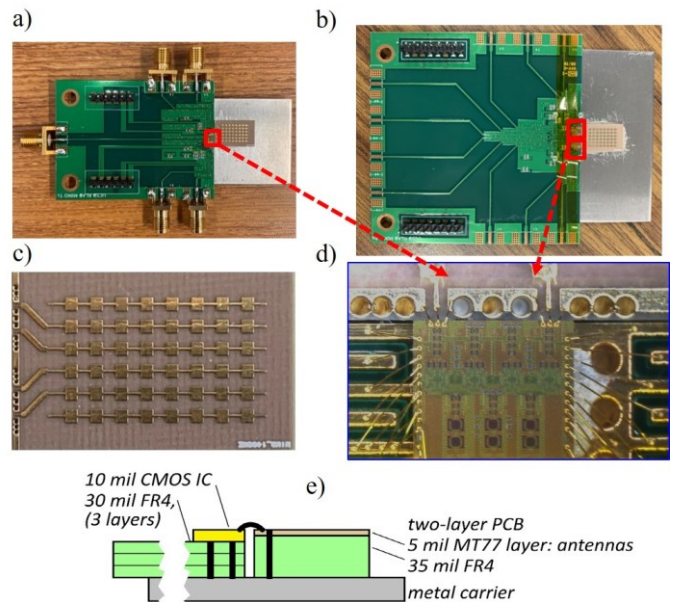 a)
b)
c)
d)
e)
10 mil CMOS IC
30 mil FR4,
(3 layers)
two-layer PCB
5 mil MT77 layer: antennas
35 mil FR4
metal carrier